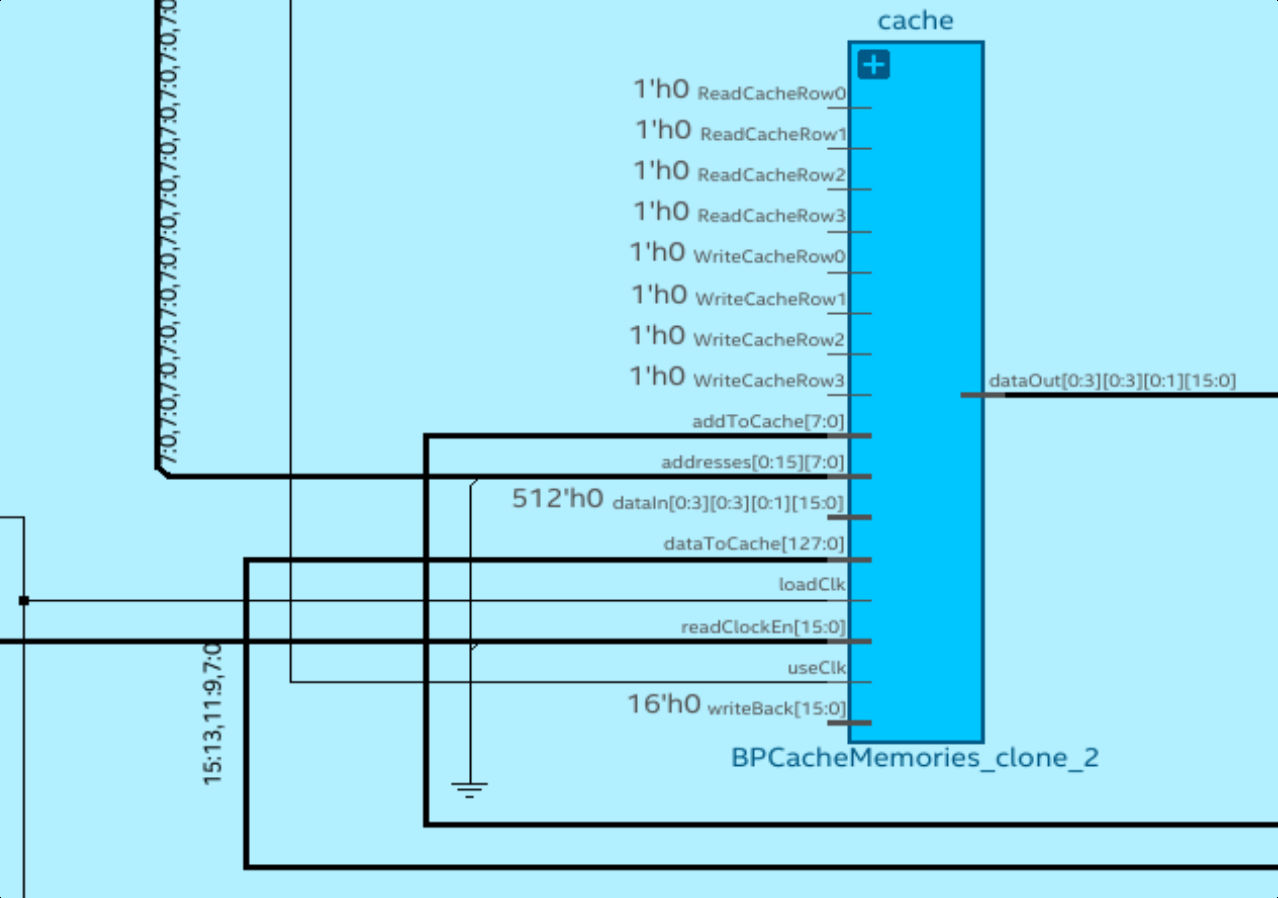 cache
1'h0 ReadCacheRow0
1'h0 ReadCacheRow1
1'h0 ReadCacheRow2
1'h0 ReadCacheRow3
1'h0 WriteCacheRow0
1'h0 WriteCacheRow1
1'h0 WriteCacheRow2
1'h0 WriteCacheRow3
dataOut[0:3][0:3][0:1][15:0]
addToCache[7:0]
addresses[0:15][7:0]
512'h0 dataIn[0:3][0:3][0:1][15:0]
dataToCache[127:0]
loadClk
readClockEn[15:0]
useClk
16'h0 writeBack[15:0]
BPCacheMemories_clone_2
7:0,7:0,7:0,7:0,7:0,7:0,7:0,7:0,7:0,7:0,7:0,7:0,7:0
15:13,11:9,7:0